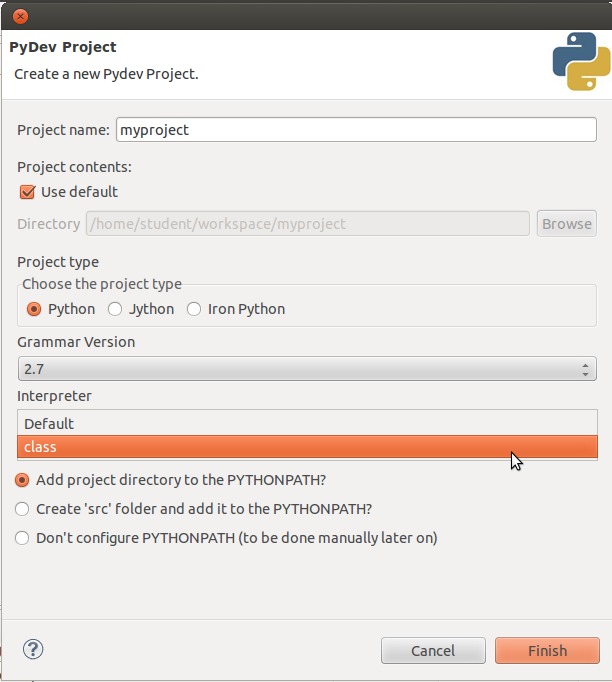 PyDev Project
Create a new Pydev Project.
Project name: myproject
Project contents:
Use default
Directory /home/student/workspace/myproject Browse
Project type
Choose the project type
Python Jython Iron Python
Grammar Version
2.7
Interpreter
Default
class
Add project directory to the PYTHONPATH?
Create 'src' folder and add it to the PYTHONPATH?
Don't configure PYTHONPATH (to be done manually later on)
? Cancel Finish